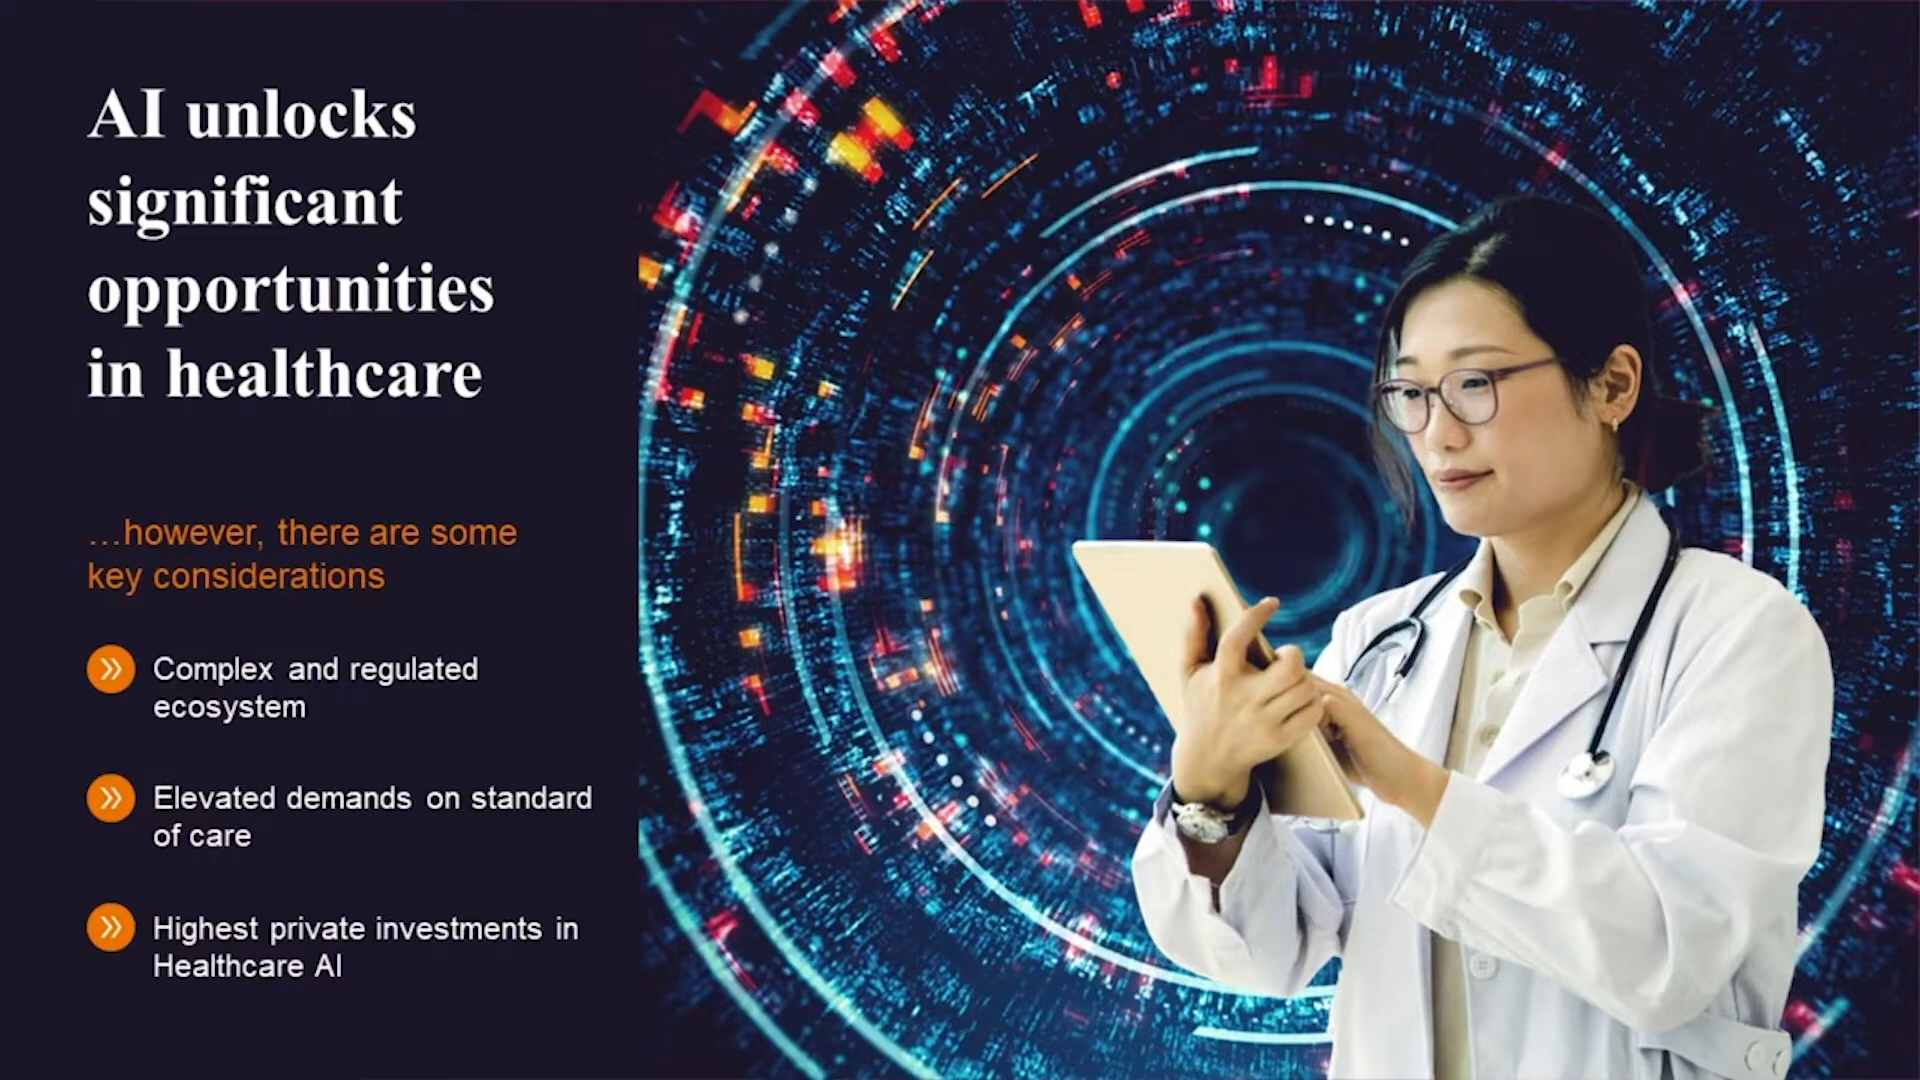 AI unlocks
significant
opportunities
in healthcare
…however, there are some
key considerations
Complex and regulated
ecosystem
Elevated demands on standard
of care
Highest private investments in
Healthcare AI